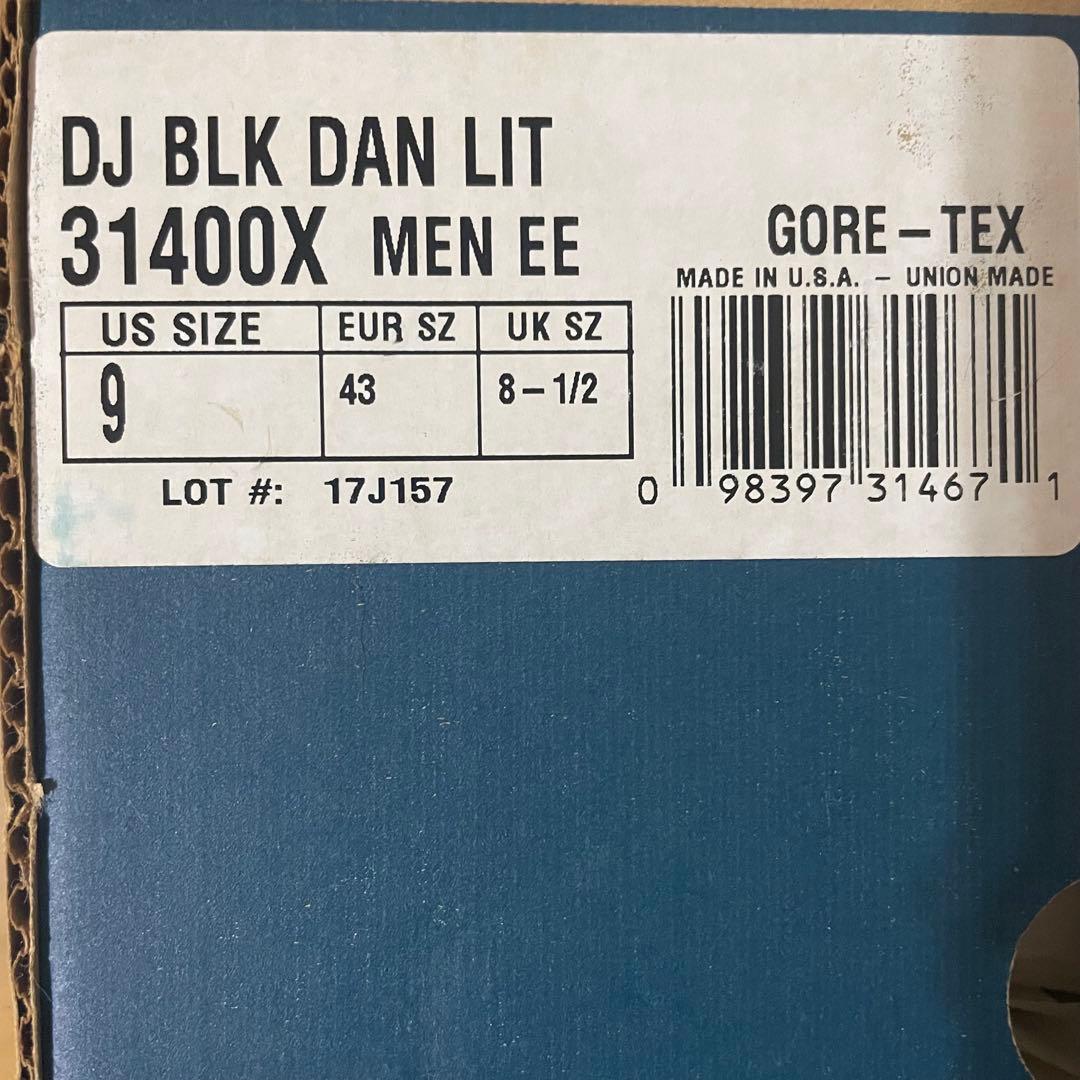 DJ BLK DAN LIT
31400X MEN EE
GORE-TEX
MADE IN U.S.A. - UNION MADE
US SIZE EUR SZ UK SZ
9 43 8-1/2
LOT #: 17J157
0 98397 31467 1